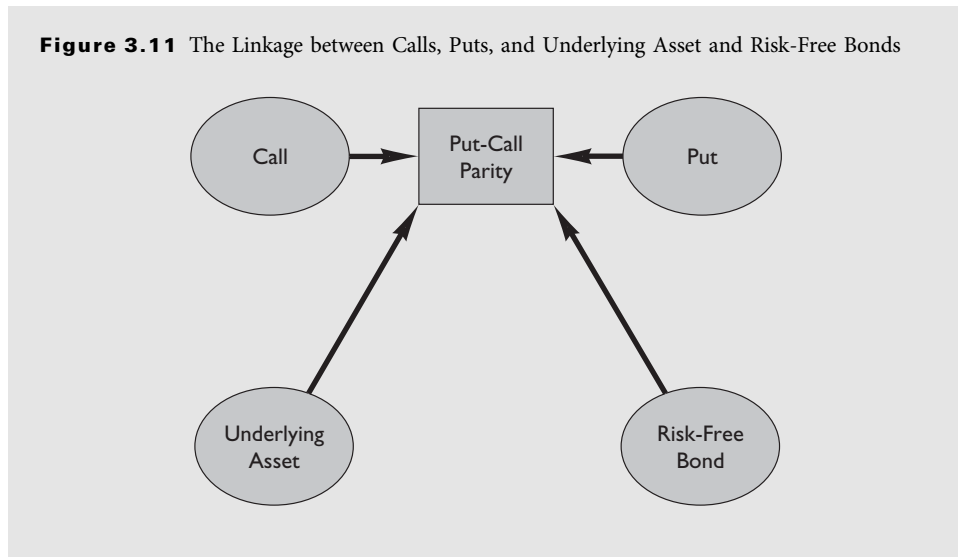 Figure 3.11 The Linkage between Calls, Puts, and Underlying Asset and Risk-Free Bonds
Call
Put-Call
Parity
Put
Underlying
Asset
Risk-Free
Bond